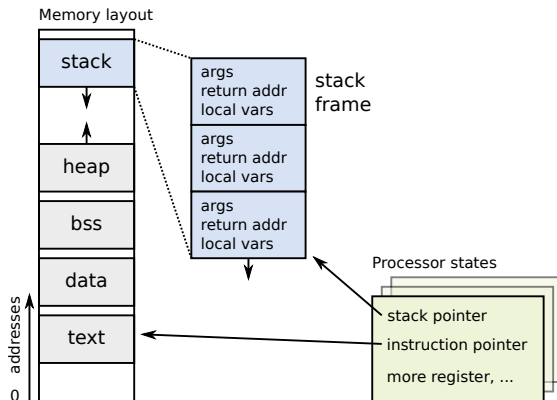 Memory layout
stack
heap
bss
data
text
addresses
0
args
return addr
local vars
args
return addr
local vars
args
return addr
local vars
stack
frame
Processor states
stack pointer
instruction pointer
more register, ...